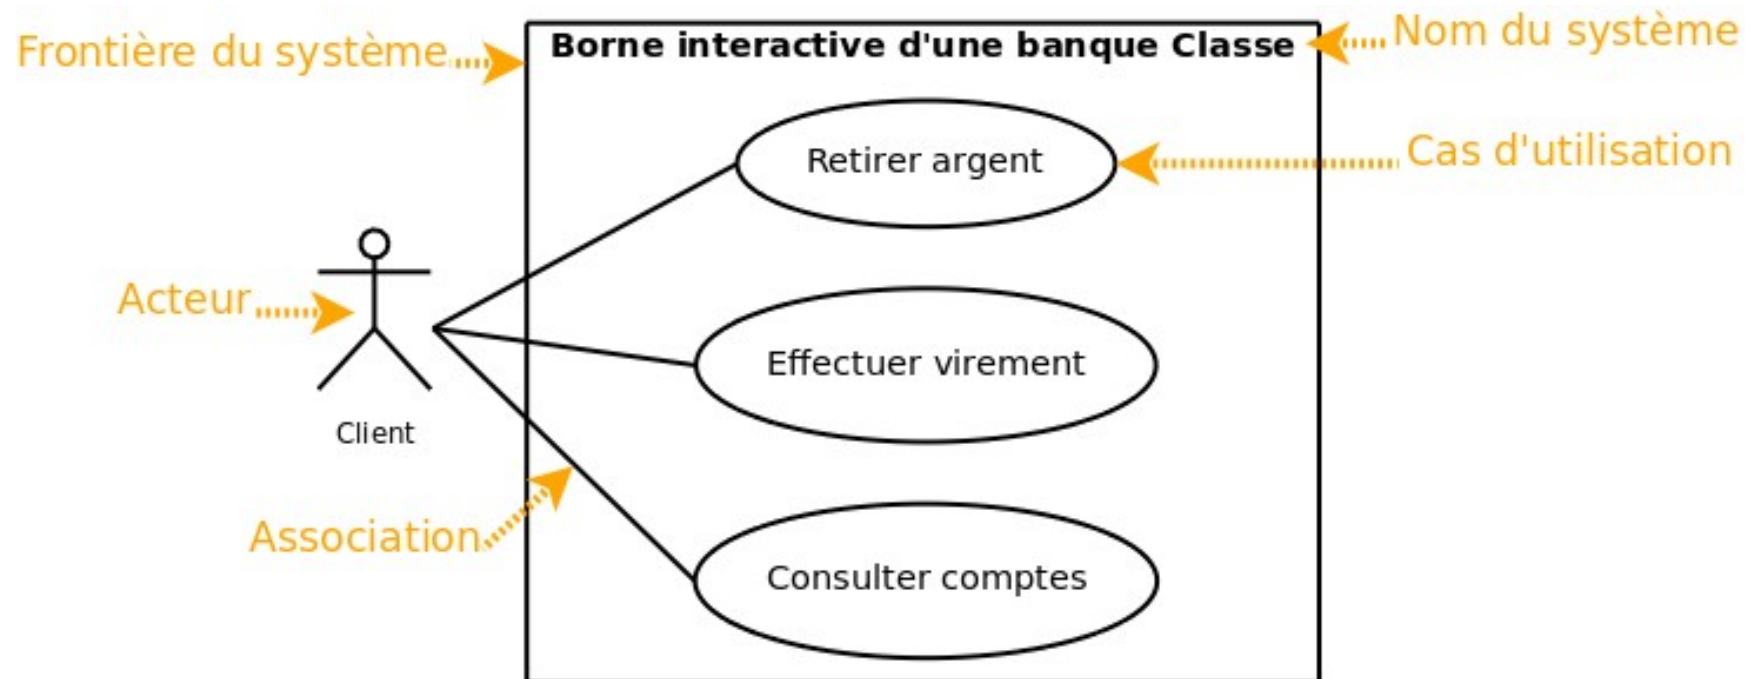 Frontière du système
Borne interactive d'une banque Classe
Nom du système
Retirer argent
Cas d'utilisation
Acteur
Effectuer virement
Client
Association
Consulter comptes